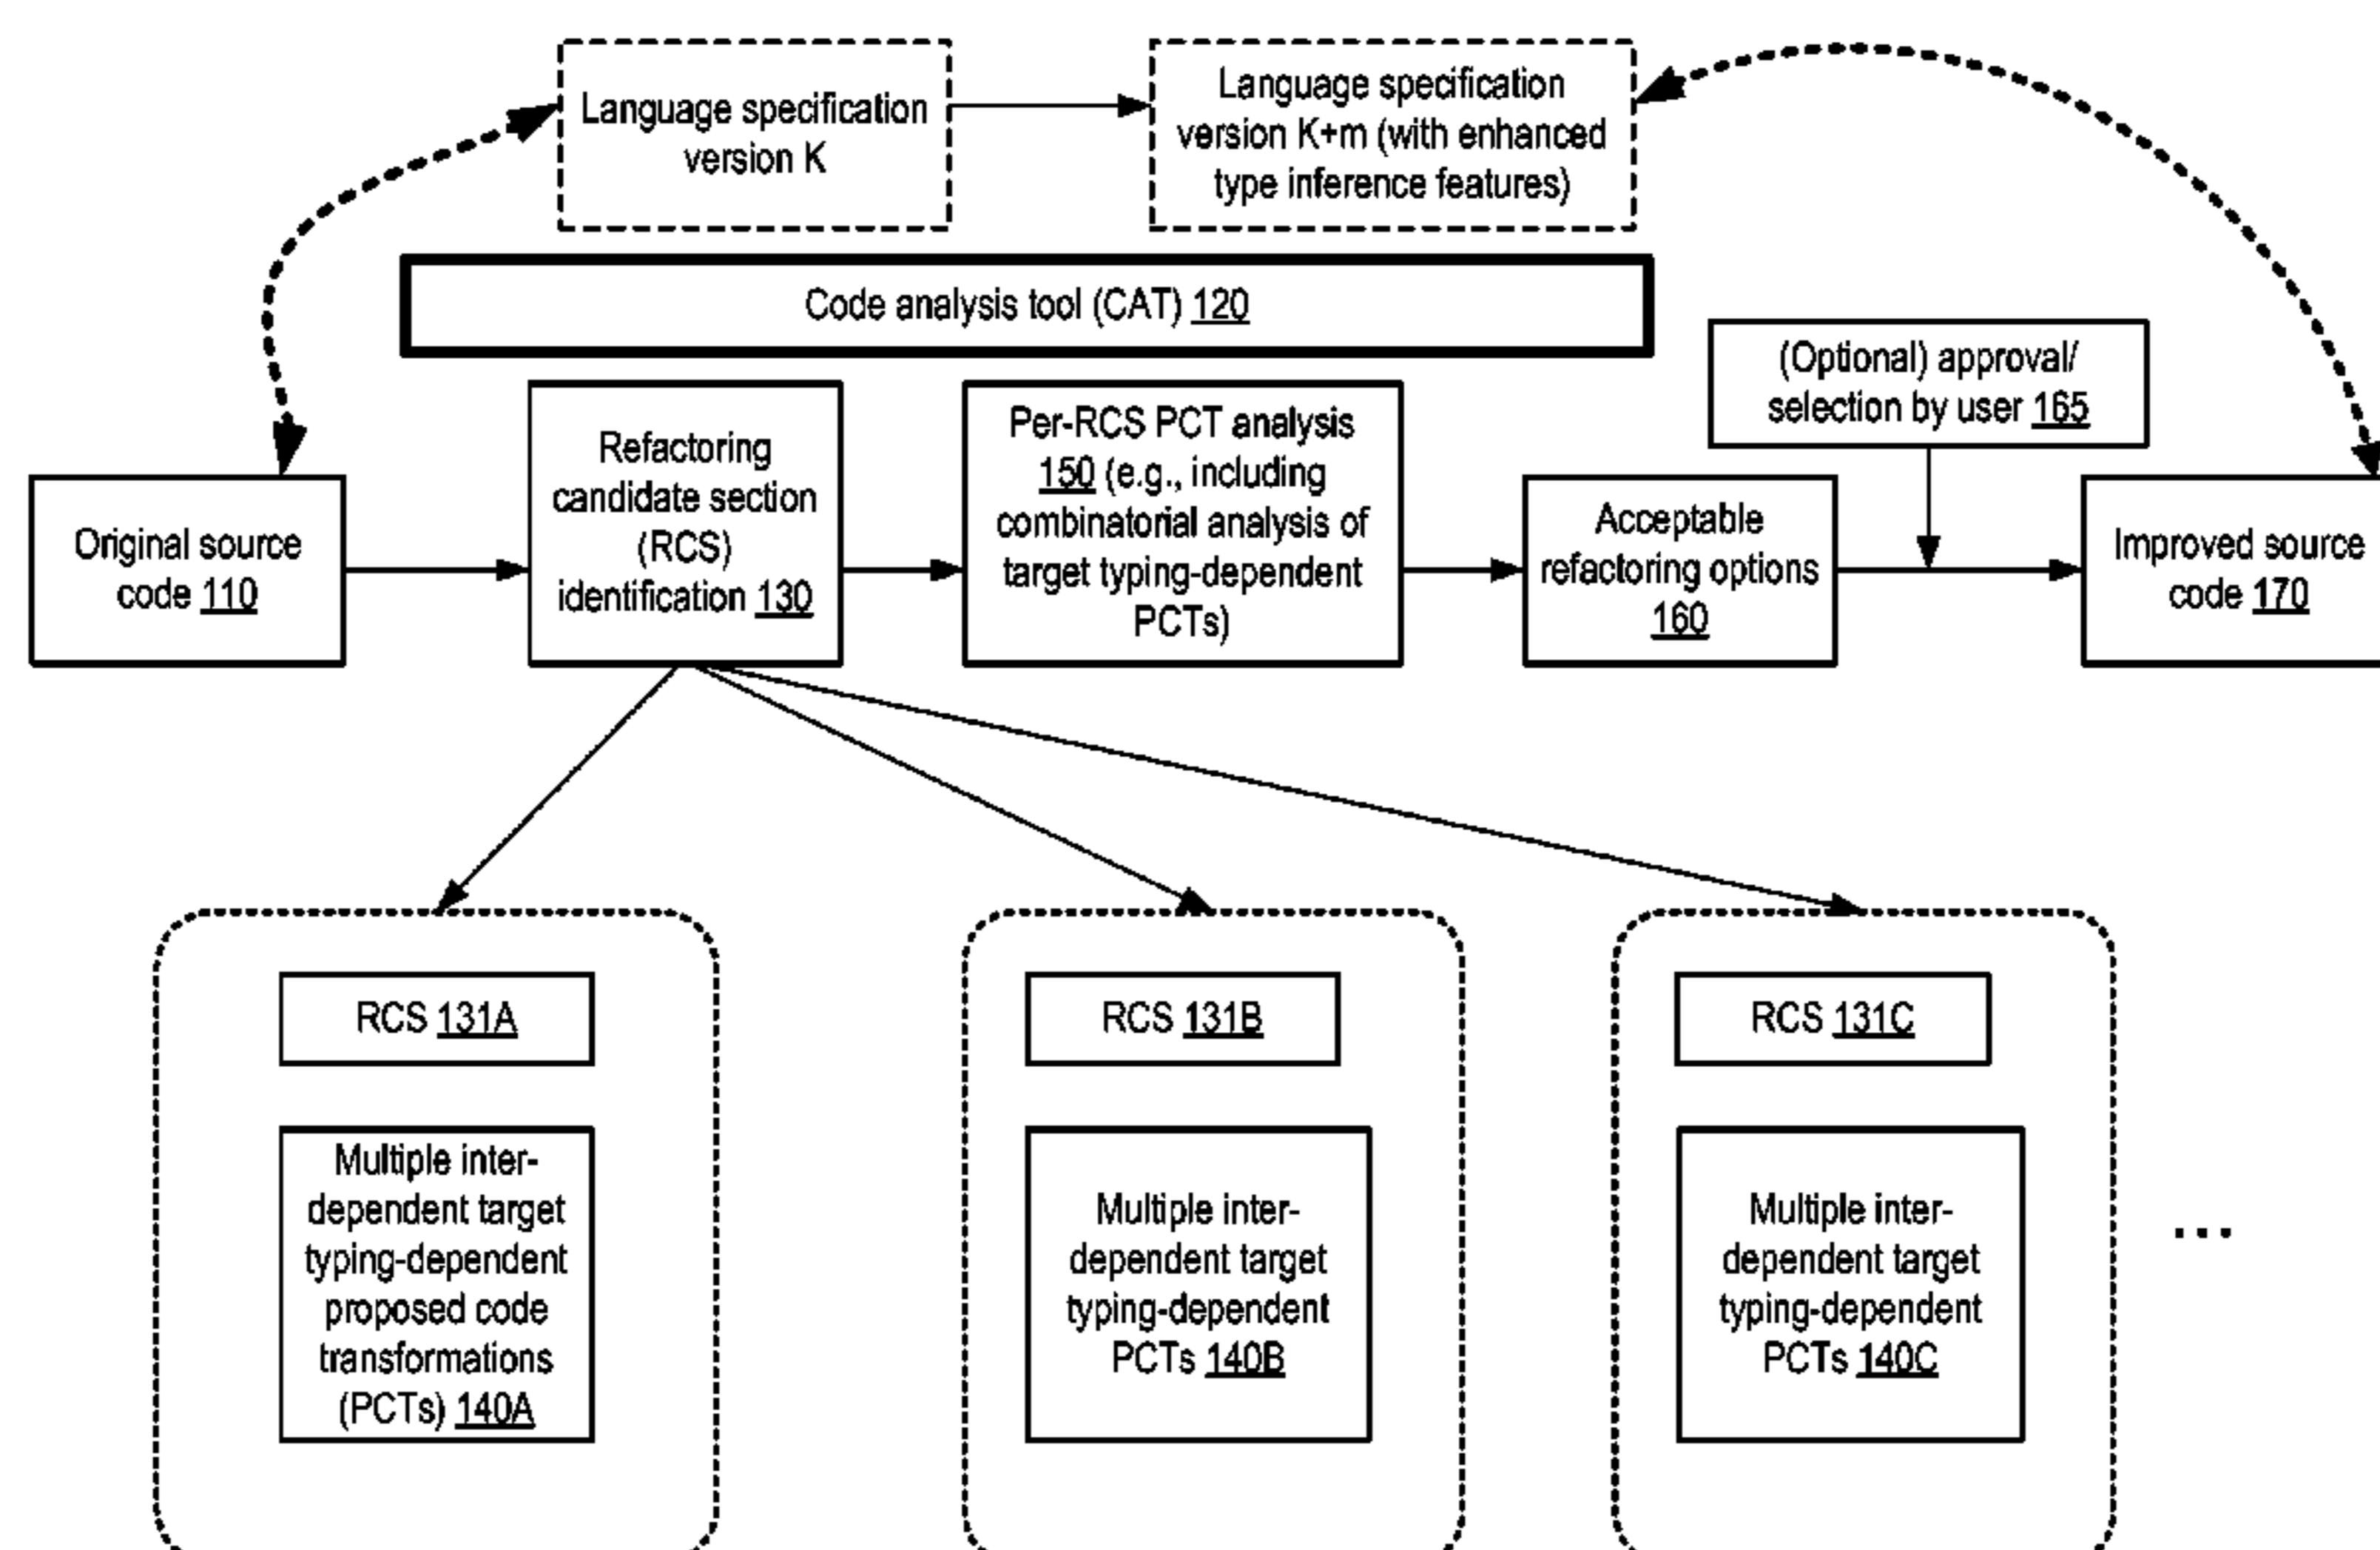 Language specification
version K
Language specification
version K+m (with enhanced
type inference features)
Code analysis tool (CAT) 120
(Optional) approval/
selection by user 165
Original source
code 110
Refactoring
candidate section
(RCS)
identification 130
Per-RCS PCT analysis
150 (e.g., including
combinatorial analysis of
target typing-dependent
PCTs)
Acceptable
refactoring options
160
Improved source
code 170
RCS 131A
Multiple inter-
dependent target
typing-dependent
proposed code
transformations
(PCTs) 140A
RCS 131B
Multiple inter-
dependent target
typing-dependent
PCTs 140B
RCS 131C
Multiple inter-
dependent target
typing-dependent
PCTs 140C
...